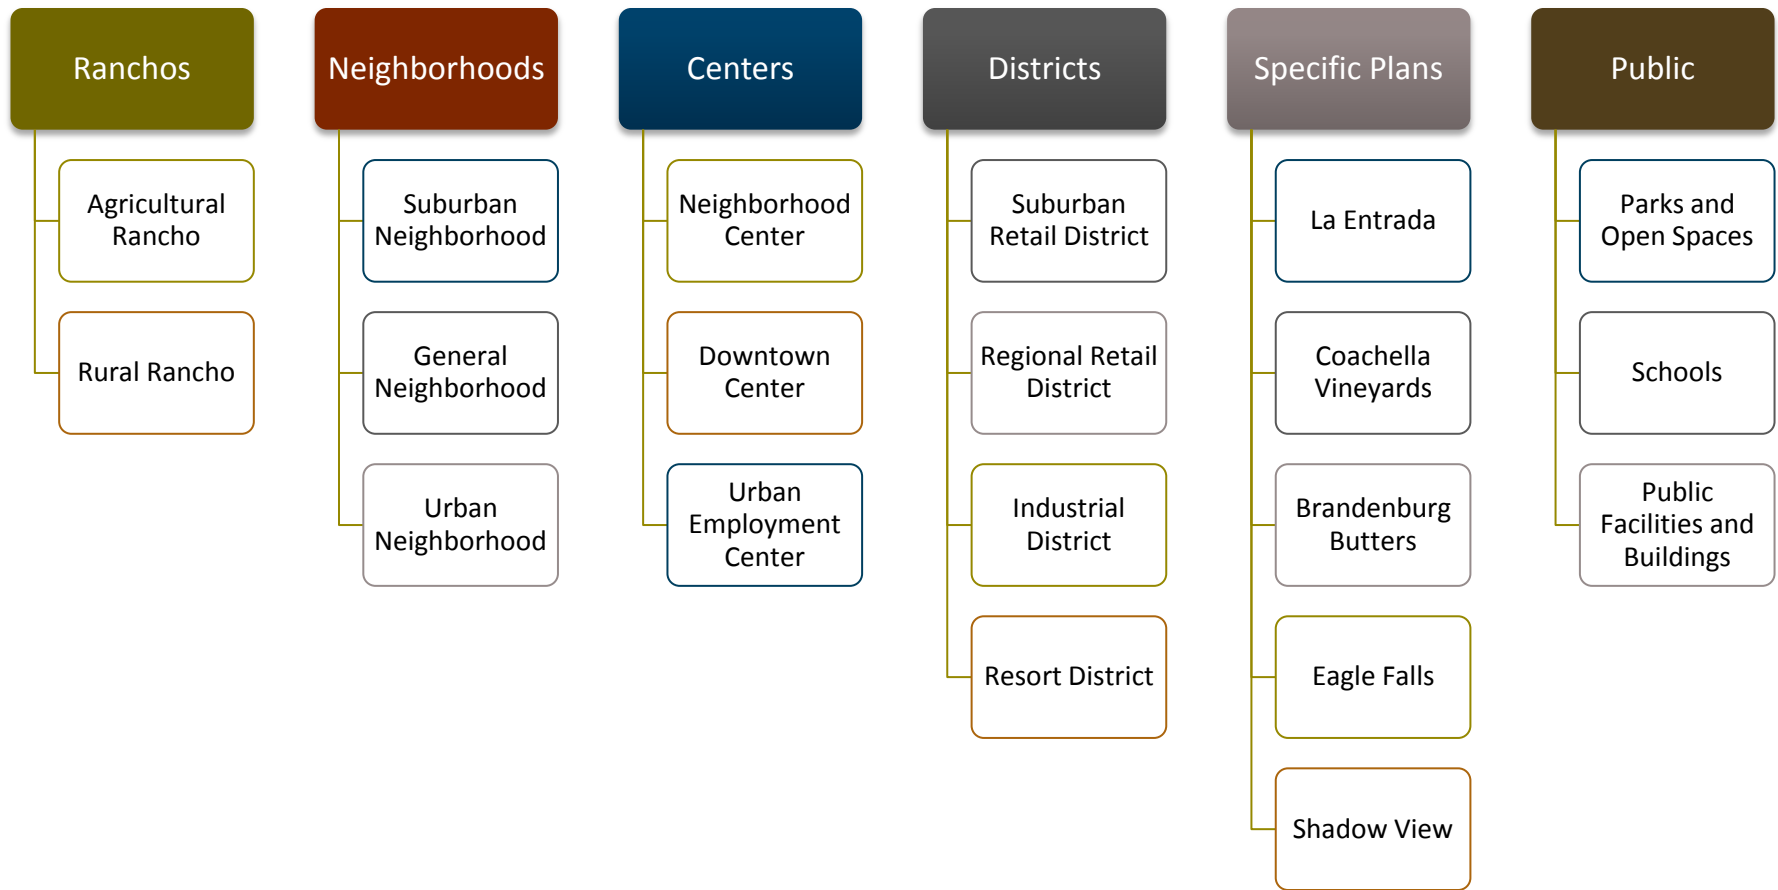 Ranchos
Agricultural
Rancho
Rural Rancho
Neighborhoods
Suburban
Neighborhood
General
Neighborhood
Urban
Neighborhood
Centers
Neighborhood
Center
Downtown
Center
Urban
Employment
Center
Districts
Suburban
Retail District
Regional Retail
District
Industrial
District
Resort District
Specific Plans
La Entrada
Coachella
Vineyards
Brandenburg
Butters
Eagle Falls
Shadow View
Public
Parks and
Open Spaces
Schools
Public
Facilities and
Buildings